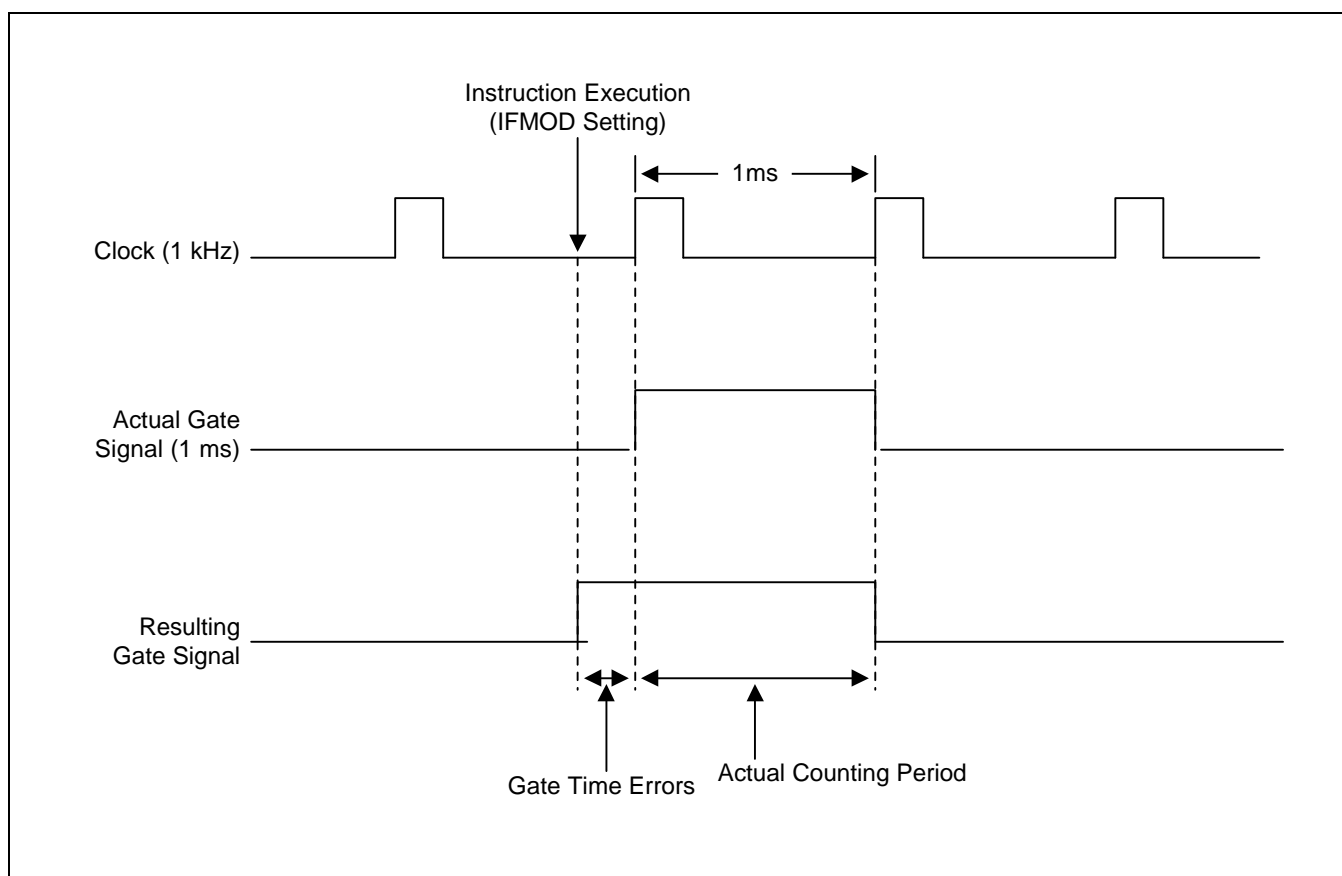 Instruction Execution
(IFMOD Setting)
1ms
Clock (1 kHz)
Actual Gate
Signal (1 ms)
Resulting
Gate Signal
Gate Time Errors
Actual Counting Period